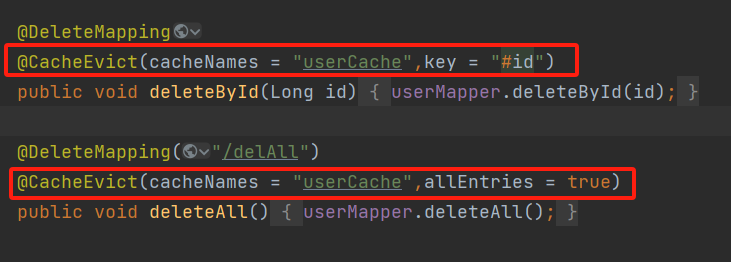 @DeleteMapping
@CacheEvict(cacheNames = "userCache",key = "#id")
public void deleteById(Long id) { userMapper.deleteById(id); }
@DeleteMapping("/delAll")
@CacheEvict(cacheNames = "userCache",allEntries = true)
public void deleteAll() { userMapper.deleteAll(); }